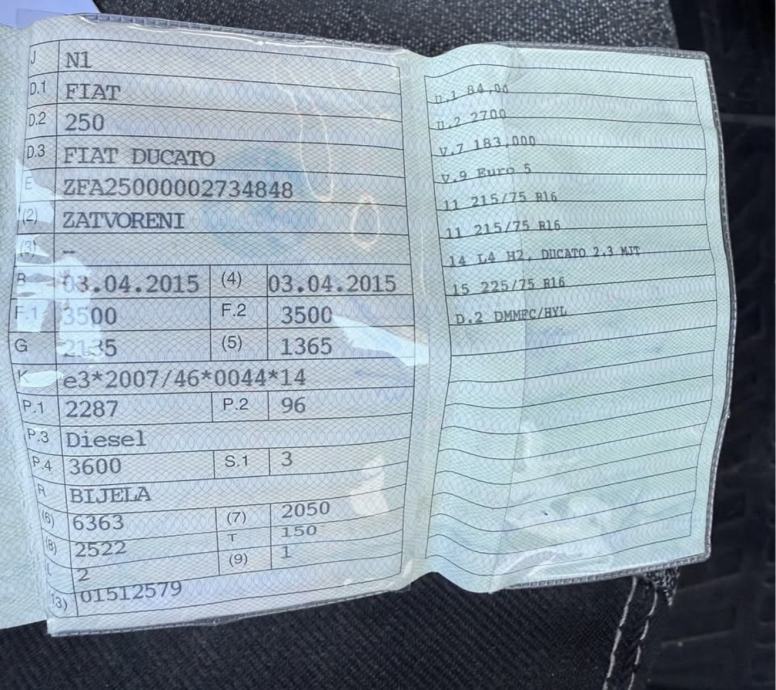 J N1
D.1 FIAT
D.2 250
D.3 FIAT DUCATO
E ZFA25000002734848
(2) ZATVORENI
(3) --
B 03.04.2015 (4) 03.04.2015
F.1 3500 F.2 3500
G 2135 (5) 1365
K e3*2007/46*0044*14
P.1 2287 P.2 96
P.3 Diesel
P.4 3600 S.1 3
R BIJELA
(6) 6363 (7) 2050
(8) 2522 T 150
L 2 (9) 1
(13) 01512579
U.1 84,00
U.2 2700
V.7 183,000
V.9 Euro 5
11 215/75 R16
11 215/75 R16
14 L4 H2, DUCATO 2.3 MJT
15 225/75 R16
D.2 DMMFC/HYL